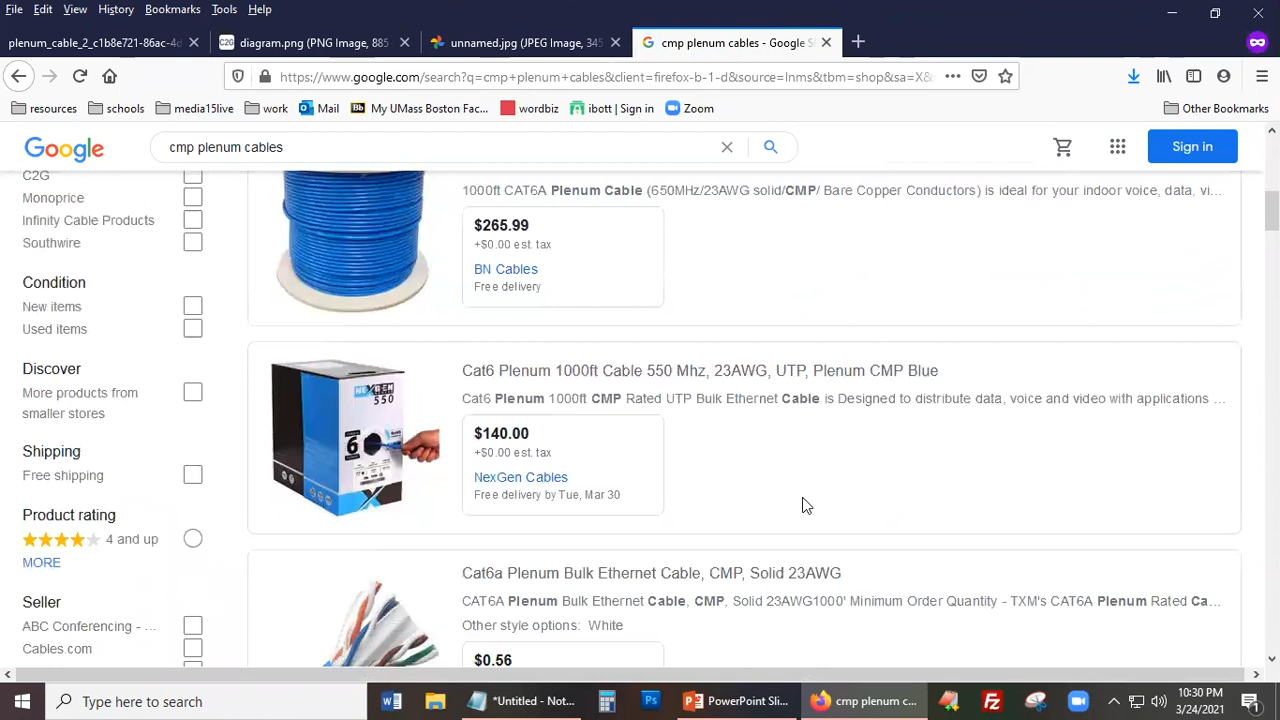 File Edit View History Bookmarks Tools Help
plenum_cable_2_c1b8e721-86ac-4d
diagram.png (PNG Image, 885
unnamed.jpg (JPEG Image, 345
cmp plenum cables - Google S
https://www.google.com/search?q=cmp+plenum+cables&client=firefox-b-1-d&source=lnms&tbm=shop&sa=X&
resources schools media15live work Mail My UMass Boston Fac... wordbiz ibott | Sign in Zoom Other Bookmarks
Google
cmp plenum cables
Sign in
C2G
Monoprice
Infinity Cable Products
Southwire
Condition
New items
Used items
Discover
More products from
smaller stores
Shipping
Free shipping
Product rating
4 and up
MORE
Seller
ABC Conferencing - ...
Cables.com
1000ft CAT6A Plenum Cable (650MHz/23AWG solid/CMP/ Bare Copper Conductors) is ideal for your indoor voice, data, vi...
$265.99
+$0.00 est. tax
BN Cables
Free delivery
550
6
Cat6 Plenum 1000ft Cable 550 Mhz, 23AWG, UTP, Plenum CMP Blue
Cat6 Plenum 1000ft CMP Rated UTP Bulk Ethernet Cable is Designed to distribute data, voice and video with applications ...
$140.00
+$0.00 est. tax
NexGen Cables
Free delivery by Tue, Mar 30
Cat6a Plenum Bulk Ethernet Cable, CMP, Solid 23AWG
CAT6A Plenum Bulk Ethernet Cable, CMP, Solid 23AWG1000' Minimum Order Quantity - TXM's CAT6A Plenum Rated Ca...
Other style options: White
$0.56
Type here to search
*Untitled - Not...
PowerPoint Sli...
cmp plenum c...
10:30 PM
3/24/2021